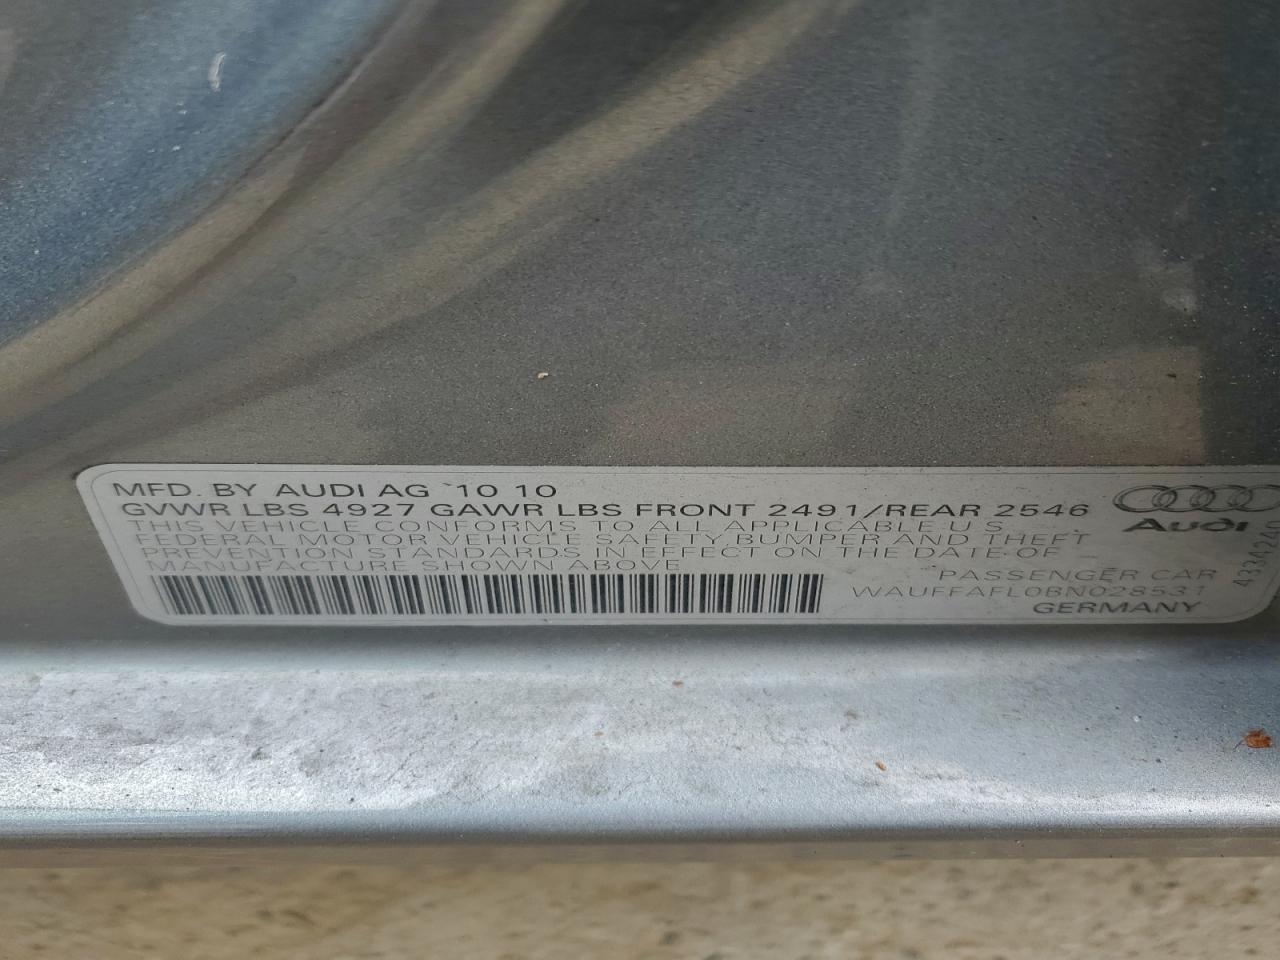 MFD. BY AUDI AG '10 10
GVWR LBS 4927 GAWR LBS FRONT 2491/REAR 2546
THIS VEHICLE CONFORMS TO ALL APPLICABLE U.S.
FEDERAL MOTOR VEHICLE SAFETY, BUMPER AND THEFT
PREVENTION STANDARDS IN EFFECT ON THE DATE OF
MANUFACTURE SHOWN ABOVE
PASSENGER CAR
WAUFFAFL0BN028531
GERMANY
Audi